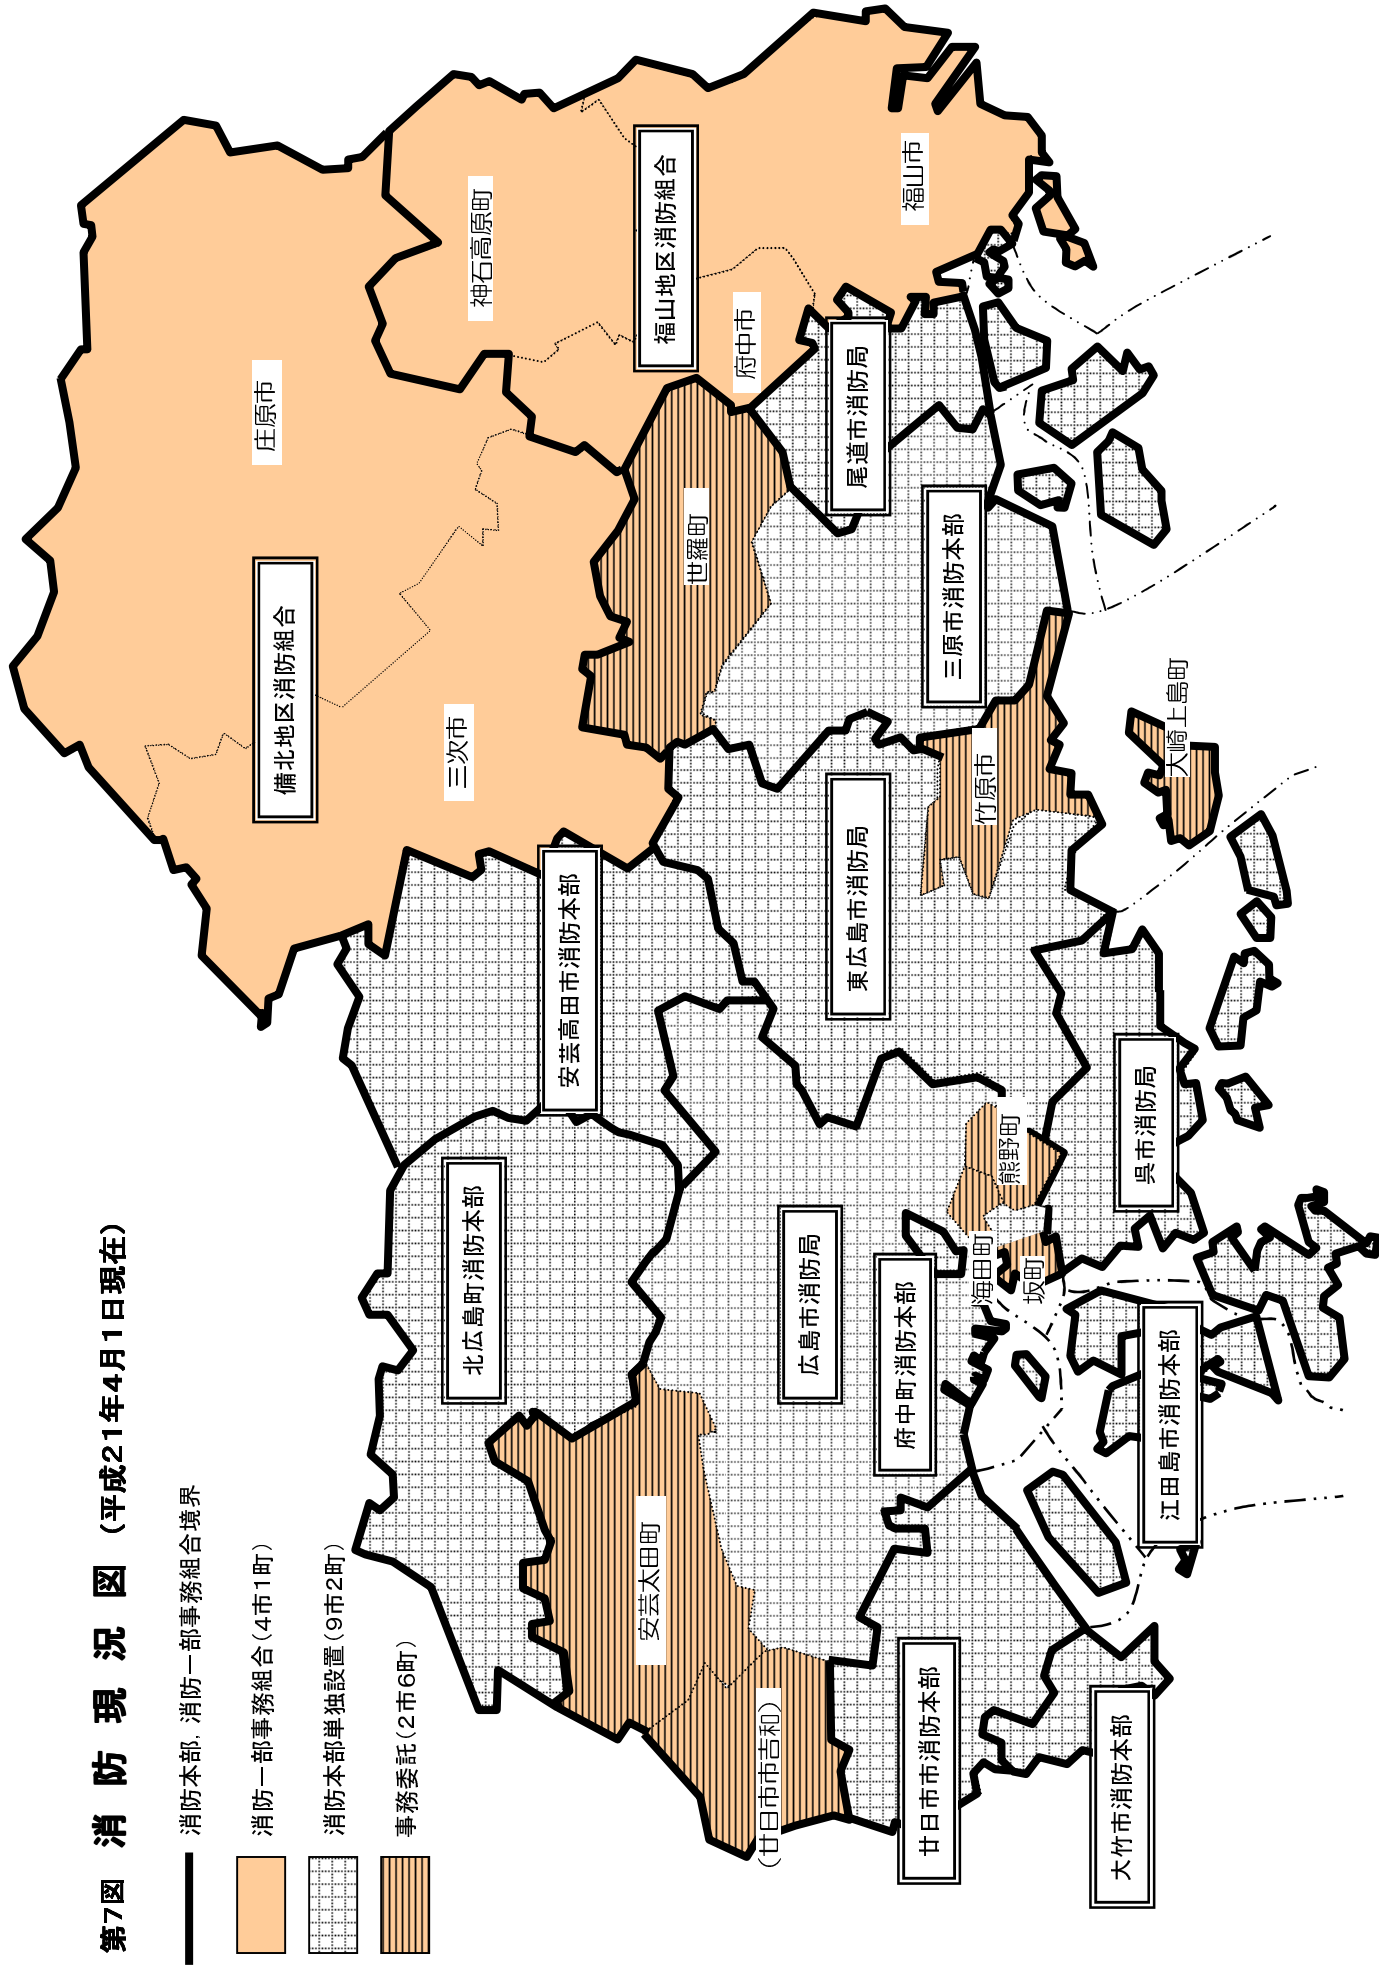 第7図 消防現況図（平成21年4月1日現在）
消防本部，消防一部事務組合境界
消防一部事務組合（4市1町）
消防本部単独設置（9市2町）
事務委託（2市6町）
庄原市
備北地区消防組合
三次市
神石高原町
福山地区消防組合
福山市
府中市
世羅町
尾道市消防局
三原市消防本部
竹原市
大崎上島町
東広島市消防局
安芸高田市消防本部
北広島町消防本部
広島市消防局
府中町消防本部
熊野町
海田町
坂町
呉市消防局
江田島市消防本部
安芸太田町
（廿日市市吉和）
廿日市市消防本部
大竹市消防本部